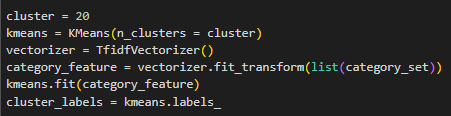 cluster = 20
kmeans = KMeans(n_clusters = cluster)
vectorizer = TfidfVectorizer()
category_feature = vectorizer.fit_transform(list(category_set))
kmeans.fit(category_feature)
cluster_labels = kmeans.labels_